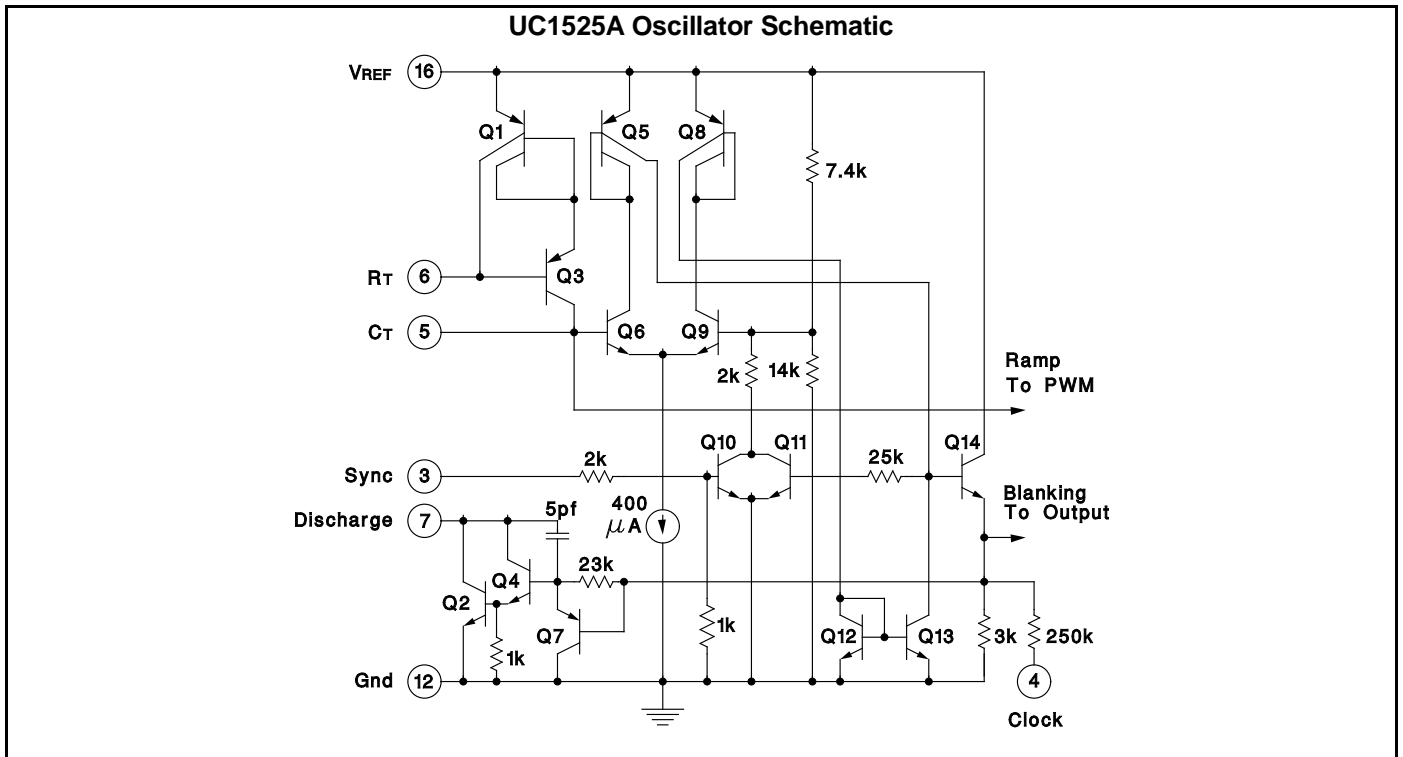 UC1525A Oscillator Schematic
VREF 16
Q1 Q5 Q8
7.4k
RT 6
Q3
CT 5
Q6 Q9
2k 14k
Ramp
To PWM
Q10 Q11 Q14
Sync 3
2k 25k
Discharge 7
5pf
400
µA
Blanking
To Output
23k
Q4
Q2
Q7
1k
1k
Q12 Q13
3k 250k
Gnd 12
4
Clock